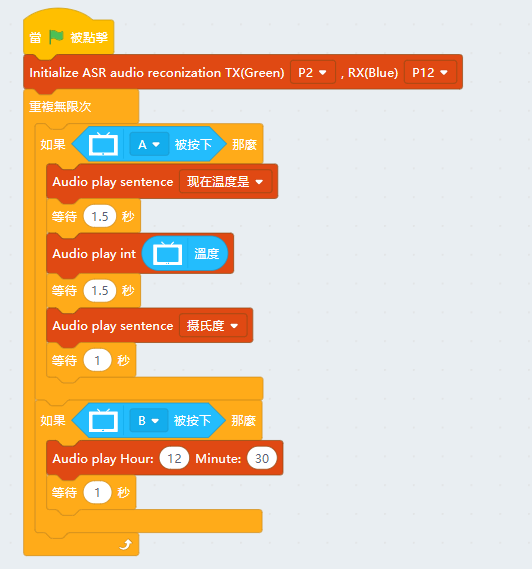 當 被點擊
Initialize ASR audio reconization TX(Green) P2 , RX(Blue) P12
重複無限次
如果 A 被按下 那麼
Audio play sentence 现在温度是
等待 1.5 秒
Audio play int 溫度
等待 1.5 秒
Audio play sentence 摄氏度
等待 1 秒
如果 B 被按下 那麼
Audio play Hour: 12 Minute: 30
等待 1 秒